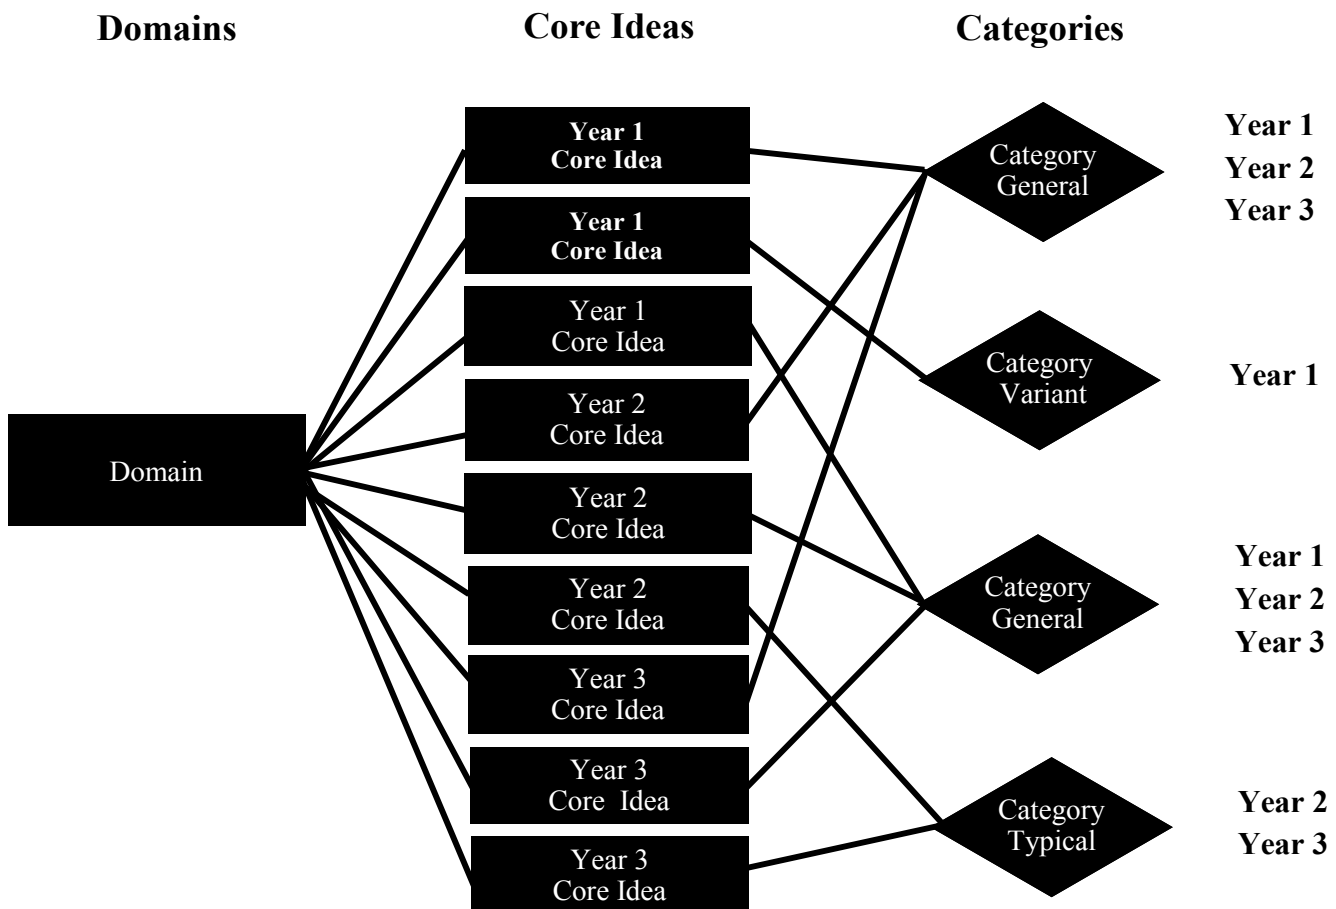 Domains
Core Ideas
Categories
Year 1
Core Idea
Year 1
Core Idea
Year 1
Core Idea
Year 2
Core Idea
Year 2
Core Idea
Year 2
Core Idea
Year 3
Core Idea
Year 3
Core Idea
Year 3
Core Idea
Domain
Category
General
Year 1
Year 2
Year 3
Category
Variant
Year 1
Category
General
Year 1
Year 2
Year 3
Category
Typical
Year 2
Year 3